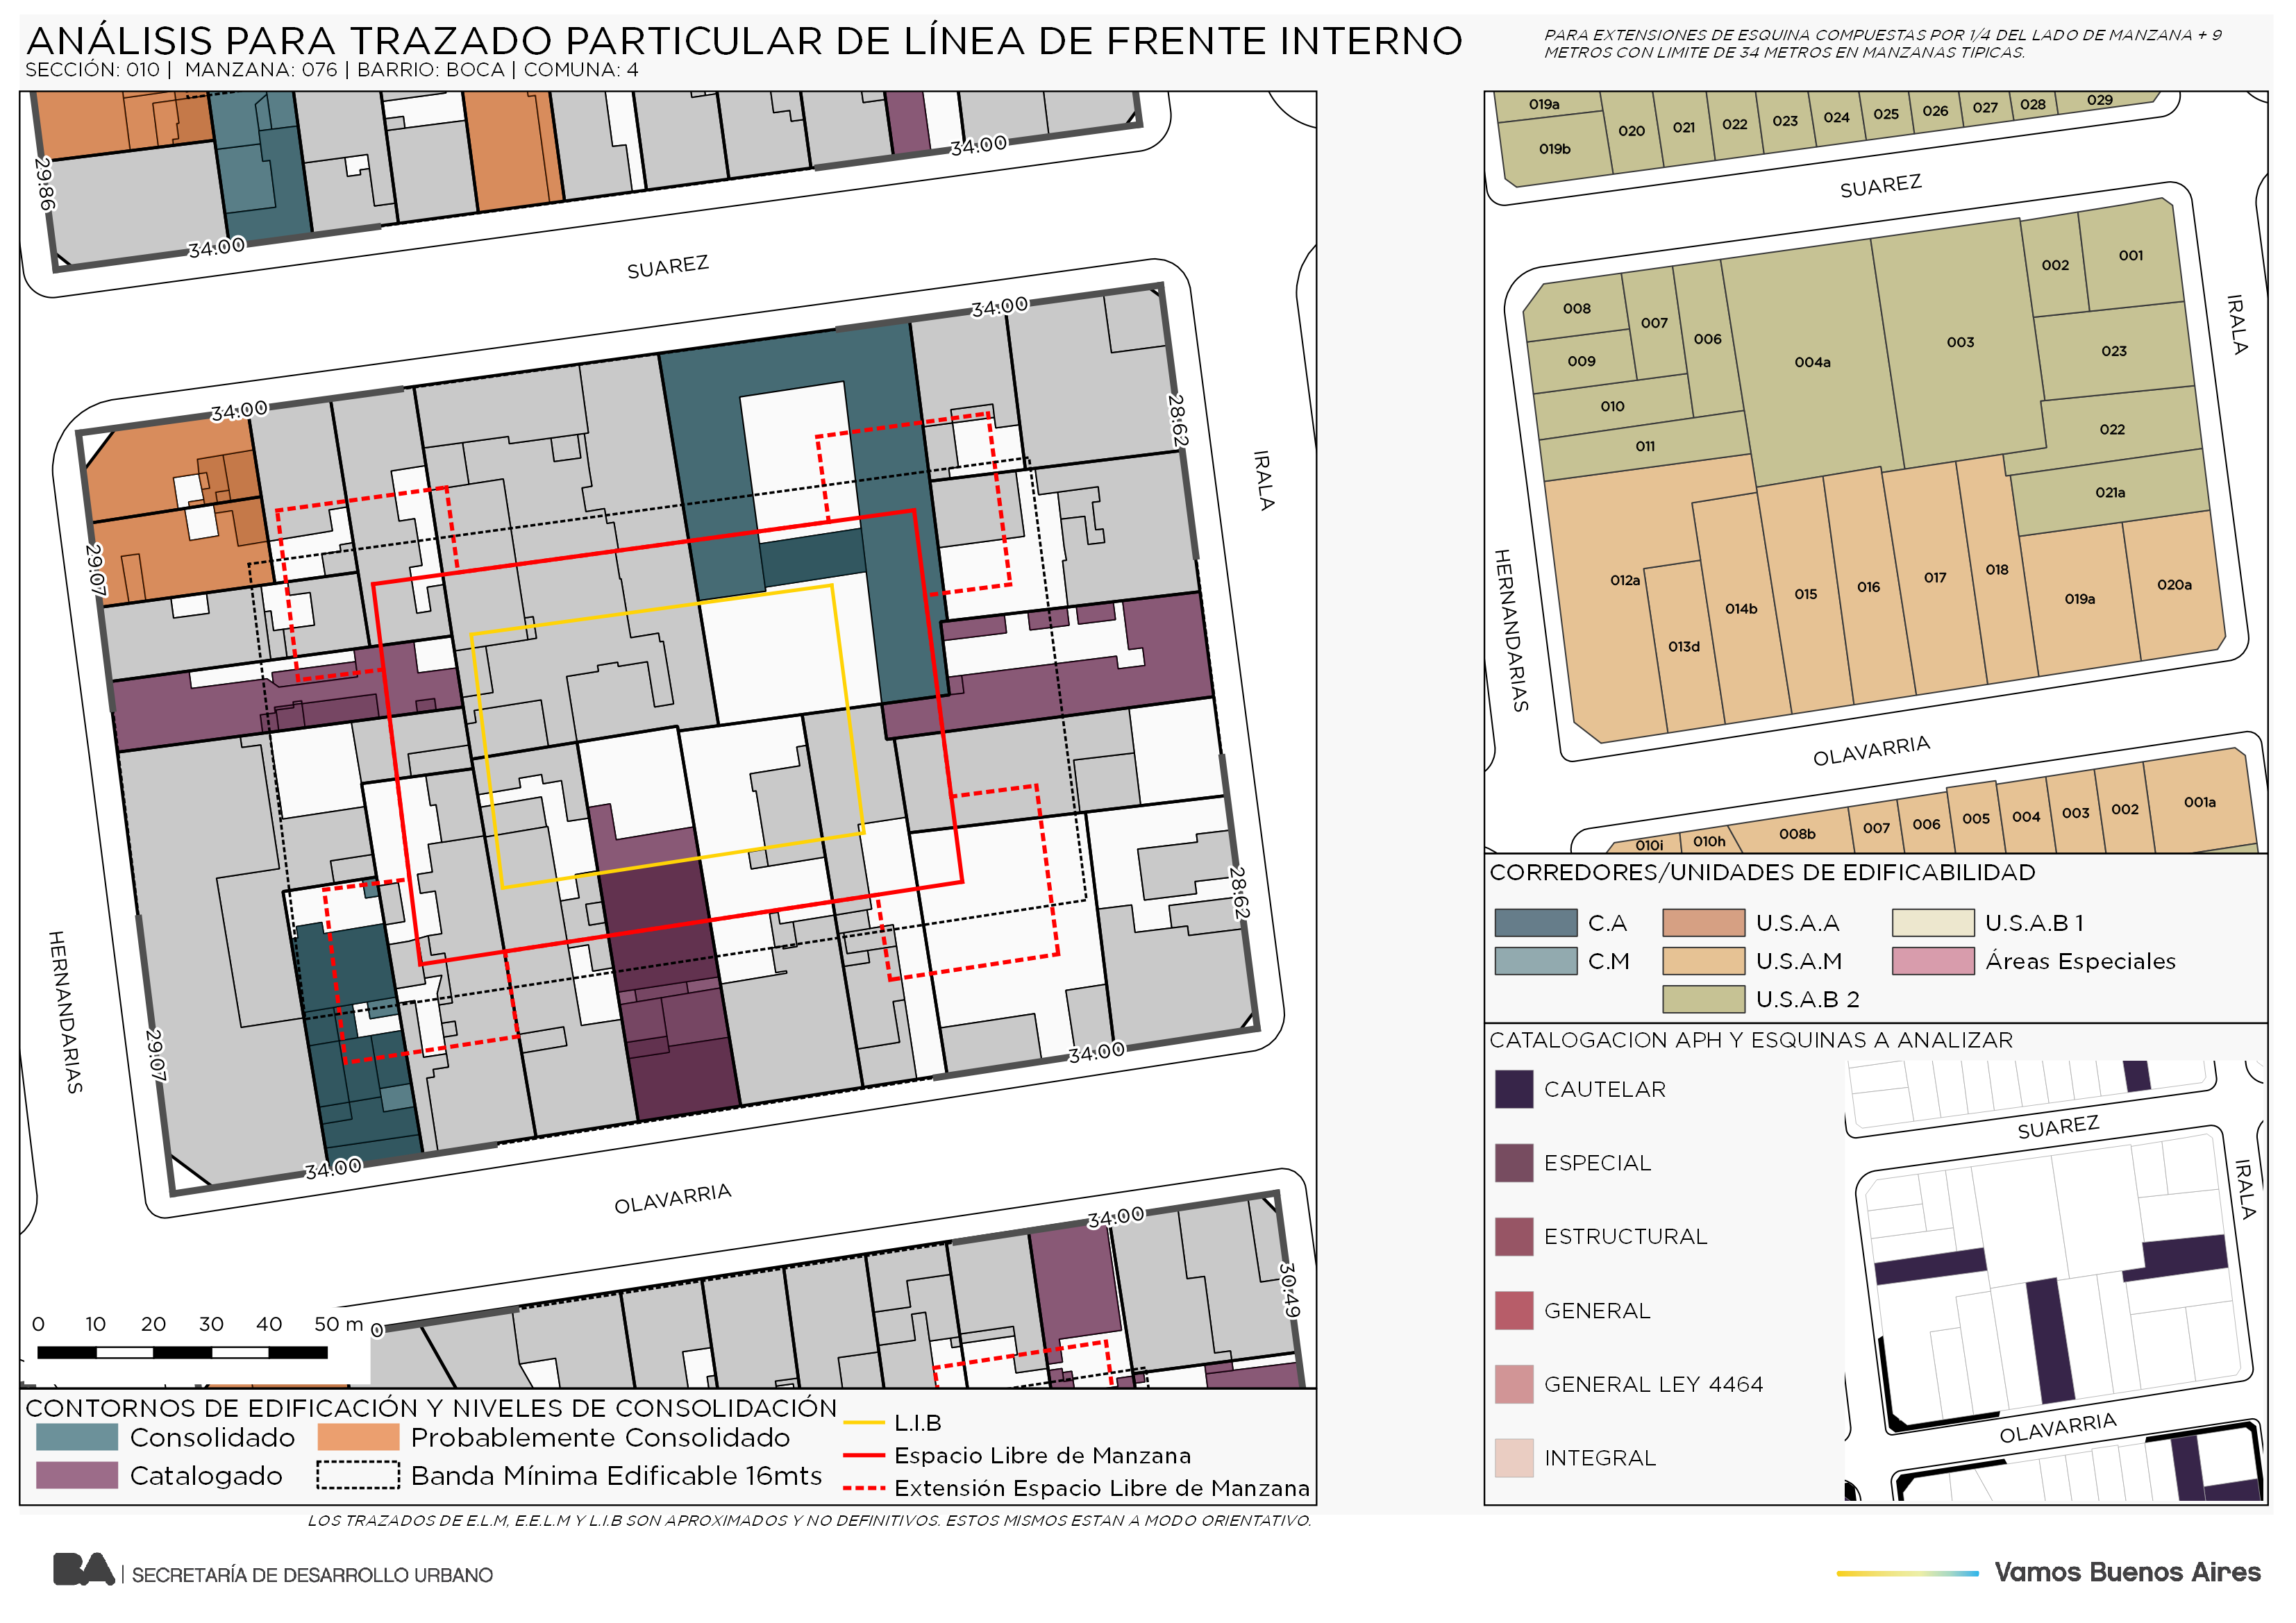 ANÁLISIS PARA TRAZADO PARTICULAR DE LÍNEA DE FRENTE INTERNO
SECCIÓN: 010 | MANZANA: 076 | BARRIO: BOCA | COMUNA: 4
PARA EXTENSIONES DE ESQUINA COMPUESTAS POR 1/4 DEL LADO DE MANZANA + 9
METROS CON LIMITE DE 34 METROS EN MANZANAS TIPICAS.
29.86
34.00
34.00
SUAREZ
34.00
34.00
28.62
IRALA
29.07
HERNANDARIAS
29.07
28.62
34.00
34.00
OLAVARRIA
34.00
30.49
0 10 20 30 40 50 m
0
CONTORNOS DE EDIFICACIÓN Y NIVELES DE CONSOLIDACIÓN
Consolidado
Probablemente Consolidado
Catalogado
Banda Mínima Edificable 16mts
L.I.B
Espacio Libre de Manzana
Extensión Espacio Libre de Manzana
LOS TRAZADOS DE E.L.M, E.E.L.M Y L.I.B SON APROXIMADOS Y NO DEFINITIVOS. ESTOS MISMOS ESTAN A MODO ORIENTATIVO.
019a
019b
020
021
022
023
024
025
026
027
028
029
SUAREZ
001
002
003
004a
006
007
008
009
010
011
023
022
021a
IRALA
HERNANDARIAS
012a
013d
014b
015
016
017
018
019a
020a
OLAVARRIA
010i
010h
008b
007
006
005
004
003
002
001a
CORREDORES/UNIDADES DE EDIFICABILIDAD
C.A
U.S.A.A
U.S.A.B 1
C.M
U.S.A.M
Áreas Especiales
U.S.A.B 2
CATALOGACION APH Y ESQUINAS A ANALIZAR
CAUTELAR
ESPECIAL
ESTRUCTURAL
GENERAL
GENERAL LEY 4464
INTEGRAL
SUAREZ
IRALA
OLAVARRIA
BA | SECRETARÍA DE DESARROLLO URBANO
Vamos Buenos Aires